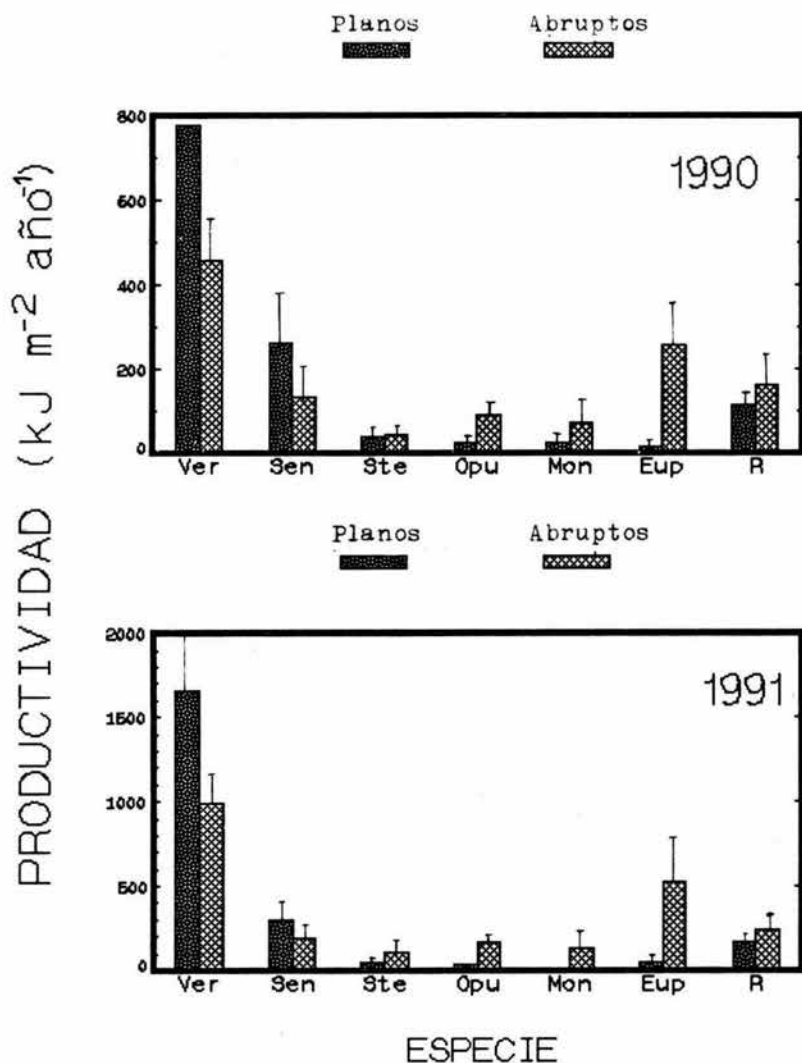 Planos Abruptos
PRODUCTIVIDAD (kJ m⁻² año⁻¹)
1990
800
600
400
200
0
Ver Sen Ste Opu Mon Eup R
Planos Abruptos
1991
2000
1500
1000
500
0
Ver Sen Ste Opu Mon Eup R
ESPECIE